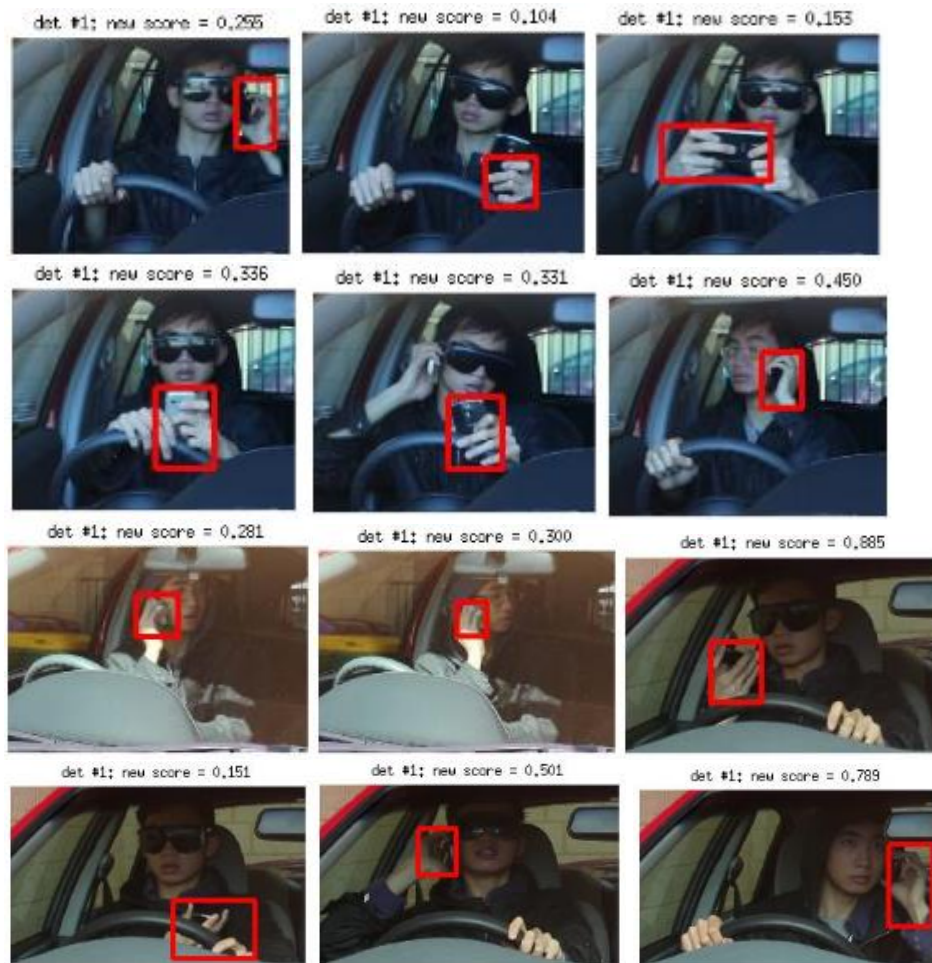 det #1: new score = 0.255
det #1: new score = 0.104
det #1: new score = 0.153
det #1: new score = 0.336
det #1: new score = 0.331
det #1: new score = 0.450
det #1: new score = 0.281
det #1: new score = 0.300
det #1: new score = 0.885
det #1: new score = 0.151
det #1: new score = 0.501
det #1: new score = 0.789